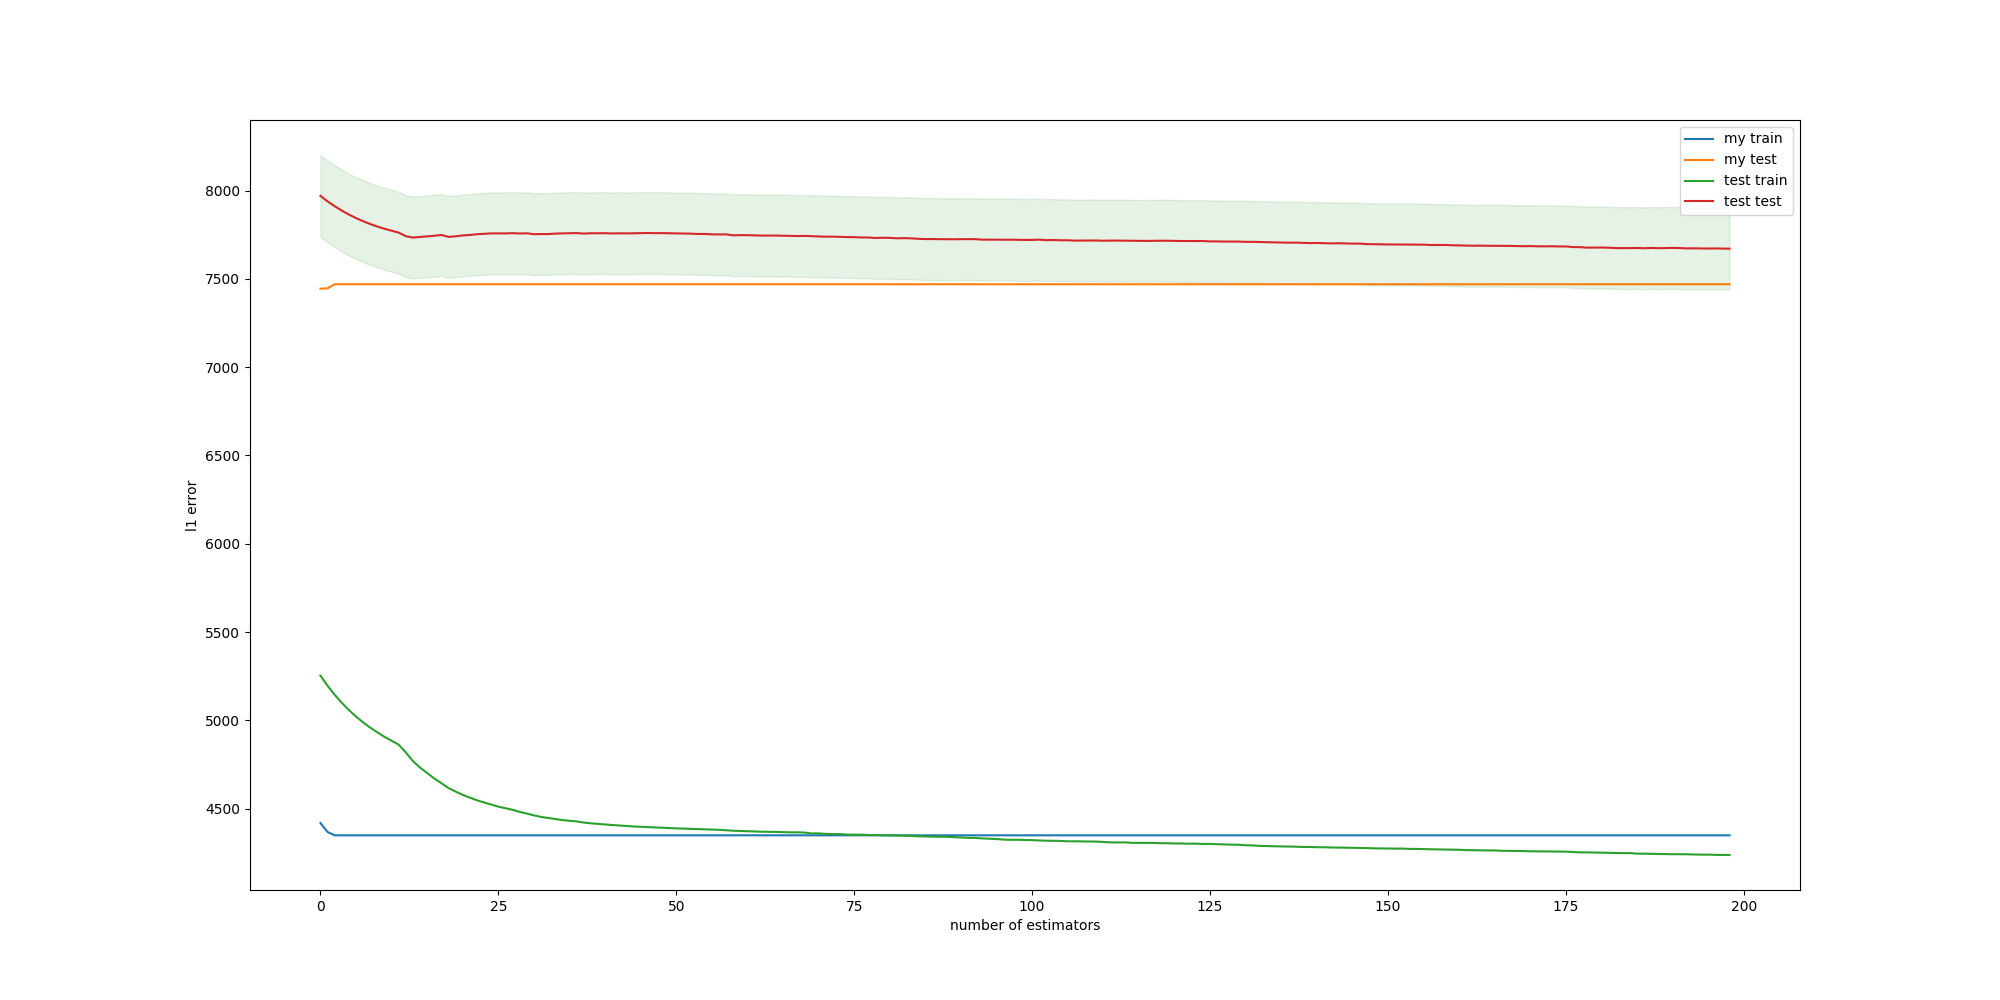 my train
my test
test train
test test
8000
7500
7000
6500
6000
5500
5000
4500
l1 error
0 25 50 75 100 125 150 175 200
number of estimators